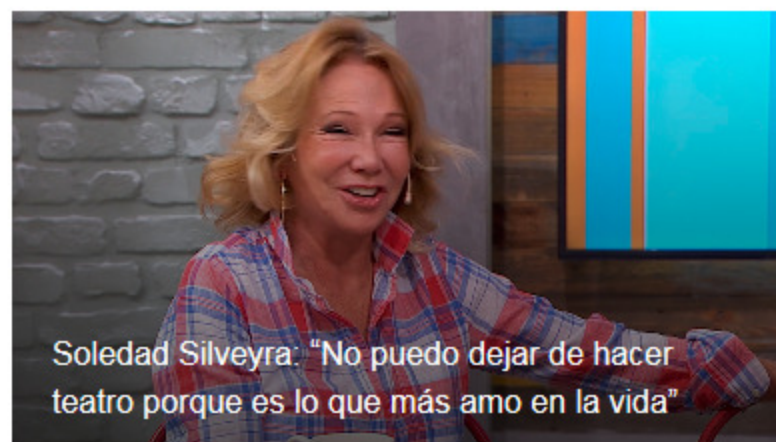 Soledad Silveyra: “No puedo dejar de hacer
teatro porque es lo que más amo en la vida”